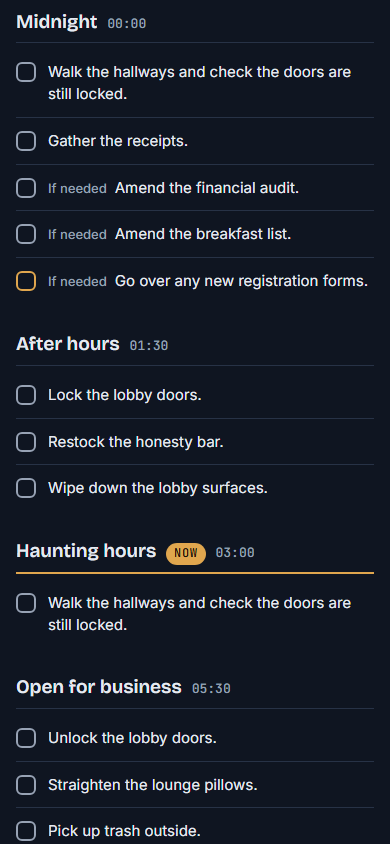 Midnight 00:00
Walk the hallways and check the doors are
still locked.
Gather the receipts.
If needed Amend the financial audit.
If needed Amend the breakfast list.
If needed Go over any new registration forms.
After hours 01:30
Lock the lobby doors.
Restock the honesty bar.
Wipe down the lobby surfaces.
Haunting hours NOW 03:00
Walk the hallways and check the doors are
still locked.
Open for business 05:30
Unlock the lobby doors.
Straighten the lounge pillows.
Pick up trash outside.